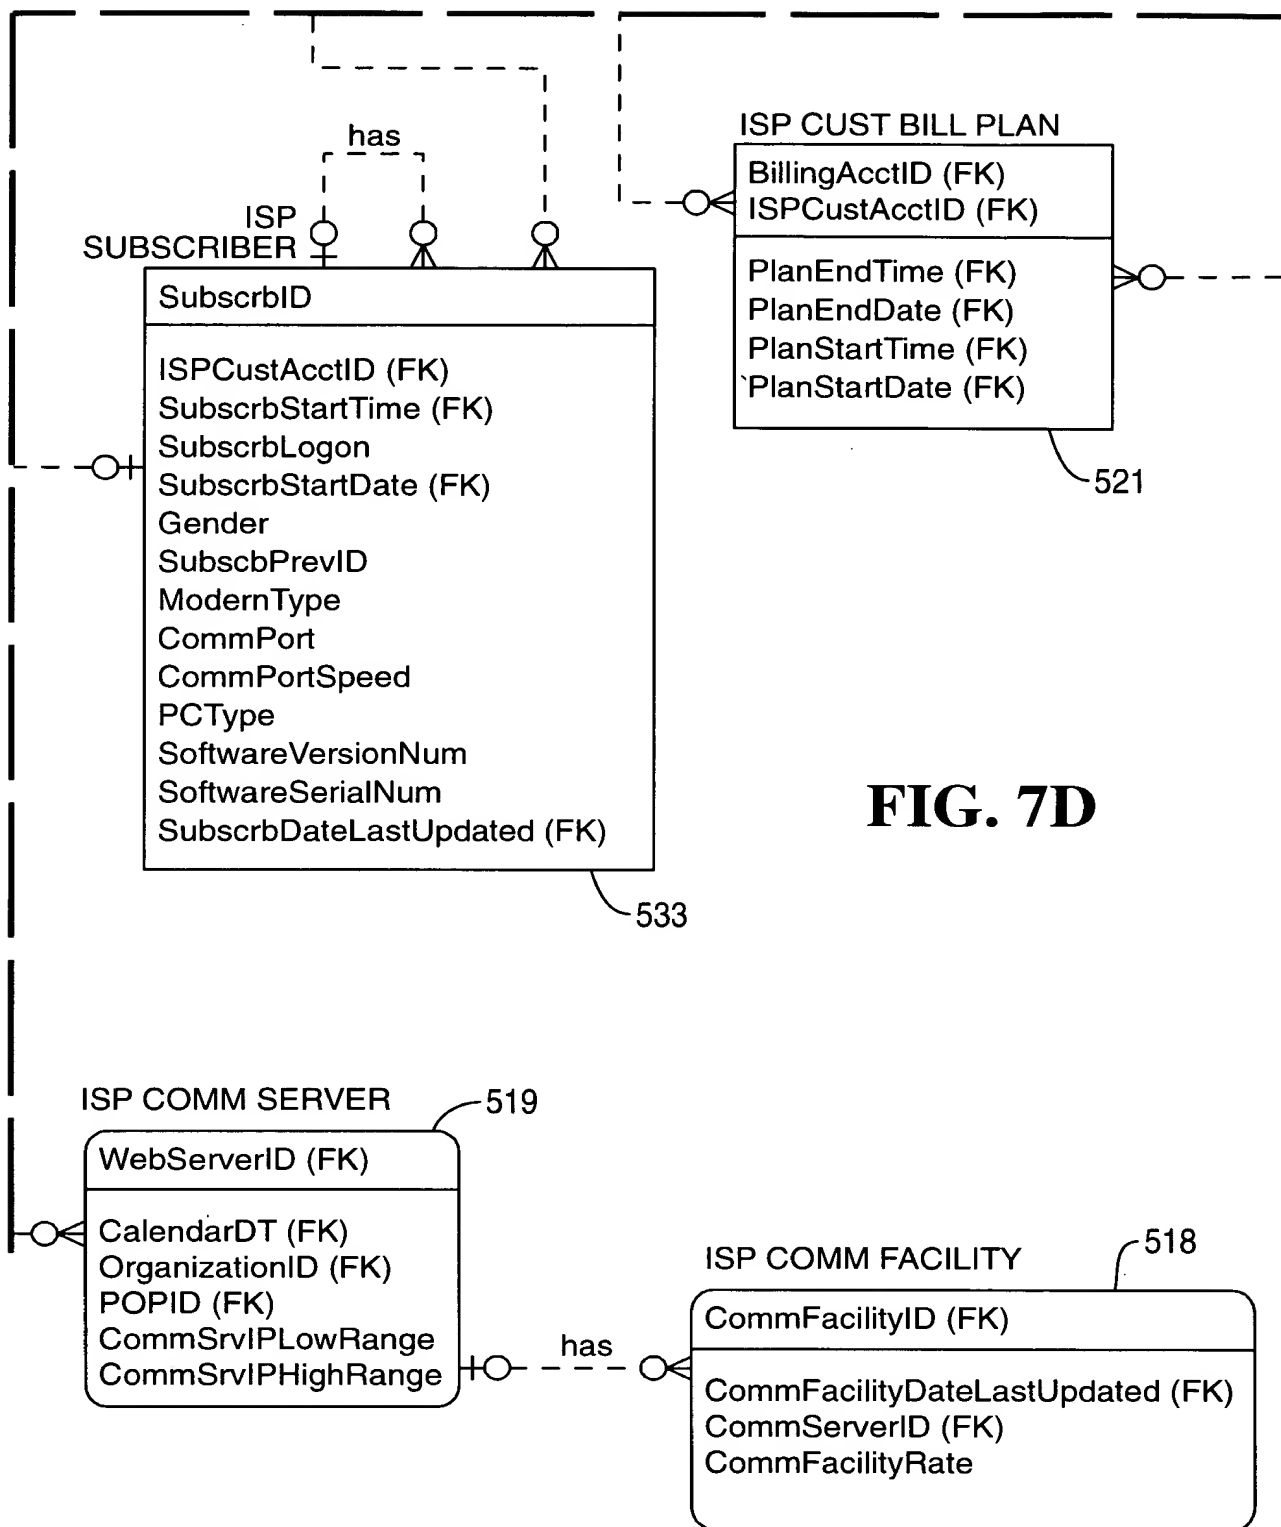 has
ISP
SUBSCRIBER
SubscrbID
ISPCustAcctID (FK)
SubscrbStartTime (FK)
SubscrbLogon
SubscrbStartDate (FK)
Gender
SubscbPrevID
ModernType
CommPort
CommPortSpeed
PCType
SoftwareVersionNum
SoftwareSerialNum
SubscrbDateLastUpdated (FK)
533
ISP CUST BILL PLAN
BillingAcctID (FK)
ISPCustAcctID (FK)
PlanEndTime (FK)
PlanEndDate (FK)
PlanStartTime (FK)
PlanStartDate (FK)
521
FIG. 7D
ISP COMM SERVER
519
WebServerID (FK)
CalendarDT (FK)
OrganizationID (FK)
POPID (FK)
CommSrvIPLowRange
CommSrvIPHighRange
has
ISP COMM FACILITY
518
CommFacilityID (FK)
CommFacilityDateLastUpdated (FK)
CommServerID (FK)
CommFacilityRate